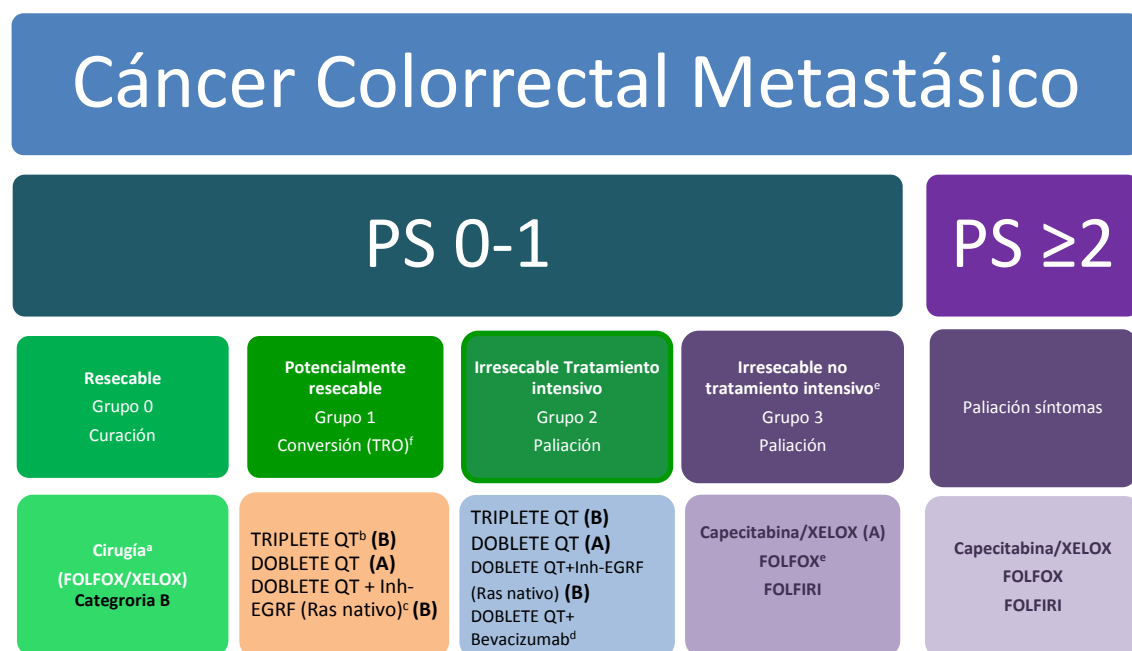 Cáncer Colorrectal Metastásico
PS 0-1
PS ≥2
Resecable
Grupo 0
Curación
Potencialmente
resecable
Grupo 1
Conversión (TRO)f
Irresecable Tratamiento
intensivo
Grupo 2
Paliación
Irresecable no
tratamiento intensivoe
Grupo 3
Paliación
Paliación síntomas
Cirugíaa
(FOLFOX/XELOX)
Categroria B
TRIPLETE QTb (B)
DOBLETE QT (A)
DOBLETE QT + Inh-
EGRF (Ras nativo)c (B)
TRIPLETE QT (B)
DOBLETE QT (A)
DOBLETE QT+Inh-EGRF
(Ras nativo) (B)
DOBLETE QT+
Bevacizumabd
Capecitabina/XELOX (A)
FOLFOXe
FOLFIRI
Capecitabina/XELOX
FOLFOX
FOLFIRI